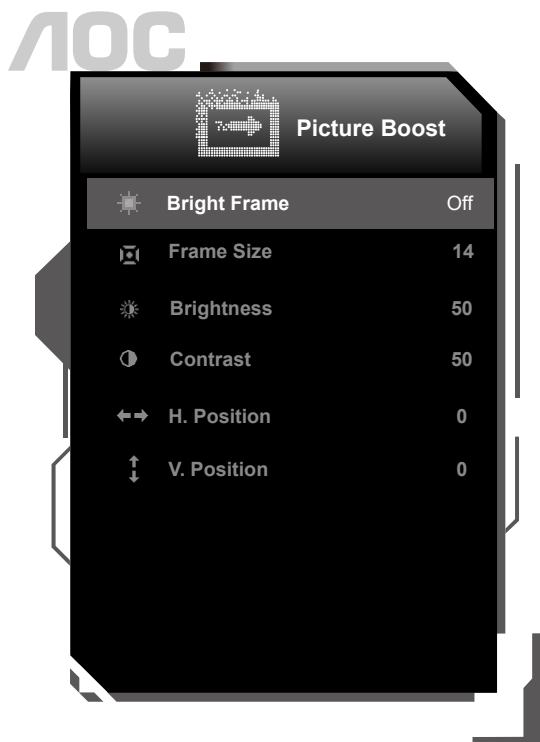 AOC
Picture Boost
Bright Frame Off
Frame Size 14
Brightness 50
Contrast 50
H. Position 0
V. Position 0